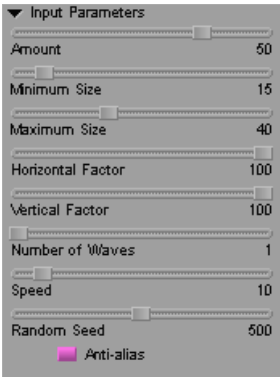 Input Parameters
Amount 50
Minimum Size 15
Maximum Size 40
Horizontal Factor 100
Vertical Factor 100
Number of Waves 1
Speed 10
Random Seed 500
Anti-alias